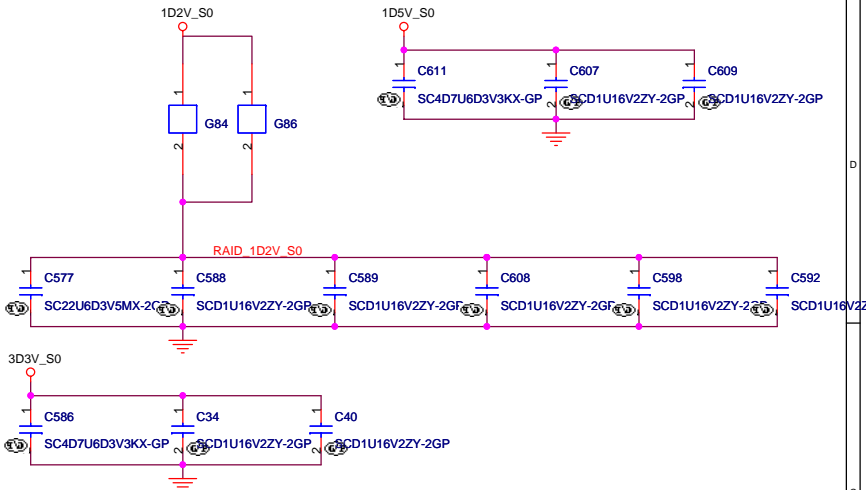 1D2V_S0
1D5V_S0
1
C611
2
SC4D7U6D3V3KX-GP
1
C607
2
SCD1U16V2ZY-2GP
1
C609
2
SCD1U16V2ZY-2GP
1
G84
2
1
G86
2
D
RAID_1D2V_S0
1
C577
2
SC22U6D3V5MX-2GP
1
C588
2
SCD1U16V2ZY-2GP
1
C589
2
SCD1U16V2ZY-2GP
1
C608
2
SCD1U16V2ZY-2GP
1
C598
2
SCD1U16V2ZY-2GP
1
C592
2
SCD1U16V2Z
3D3V_S0
1
C586
2
SC4D7U6D3V3KX-GP
1
C34
2
SCD1U16V2ZY-2GP
1
C40
2
SCD1U16V2ZY-2GP